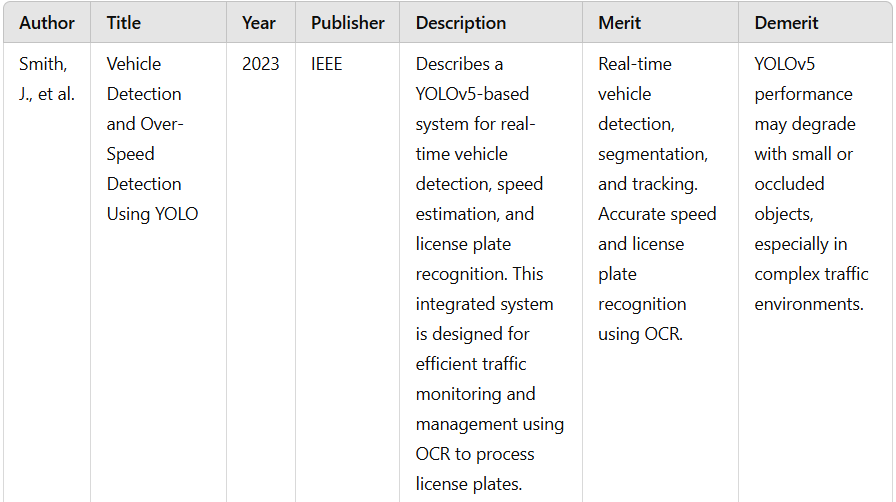 Author Title Year Publisher Description Merit Demerit
Smith,
J., et al.
Vehicle
Detection
and Over-
Speed
Detection
Using YOLO
2023
IEEE
Describes a
YOLOv5-based
system for real-
time vehicle
detection, speed
estimation, and
license plate
recognition. This
integrated system
is designed for
efficient traffic
monitoring and
management using
OCR to process
license plates.
Real-time
vehicle
detection,
segmentation,
and tracking.
Accurate speed
and license
plate
recognition
using OCR.
YOLOv5
performance
may degrade
with small or
occluded
objects,
especially in
complex traffic
environments.